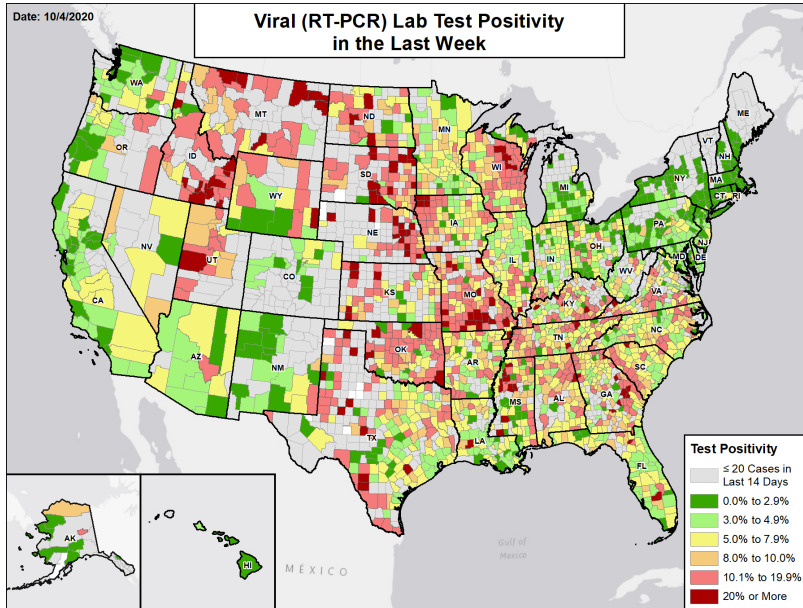 Date: 10/4/2020
Viral (RT-PCR) Lab Test Positivity
in the Last Week
WA
MT
ND
MN
ME
OR
ID
SD
WI
MI
VT
NH
NY
MA
CT
RI
WY
NE
IA
PA
NJ
NV
UT
CO
IL
IN
OH
MD
DE
WV
VA
CA
KS
MO
KY
NC
TN
AZ
NM
OK
AR
SC
MS
AL
GA
TX
LA
FL
AK
HI
MÉXICO
Gulf of
Mexico
Test Positivity
≤ 20 Cases in
Last 14 Days
0.0% to 2.9%
3.0% to 4.9%
5.0% to 7.9%
8.0% to 10.0%
10.1% to 19.9%
20% or More